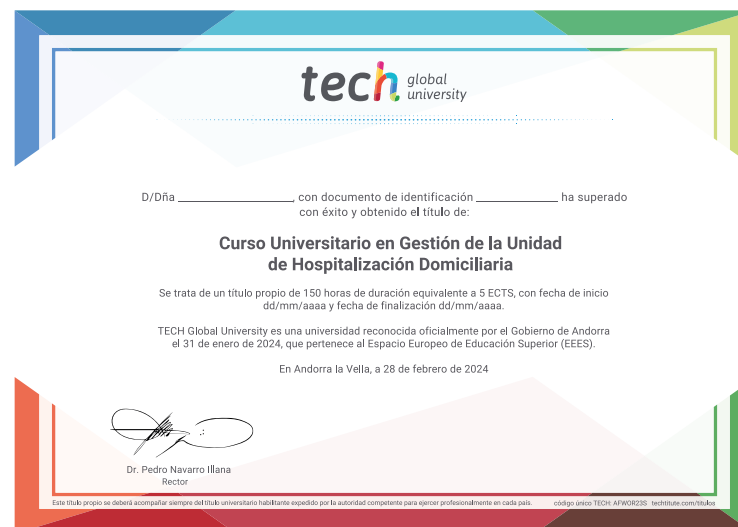 tech global university
D/Dña ____________, con documento de identificación ____________ ha superado
con éxito y obtenido el título de:
Curso Universitario en Gestión de la Unidad
de Hospitalización Domiciliaria
Se trata de un título propio de 150 horas de duración equivalente a 5 ECTS, con fecha de inicio
dd/mm/aaaa y fecha de finalización dd/mm/aaaa.
TECH Global University es una universidad reconocida oficialmente por el Gobierno de Andorra
el 31 de enero de 2024, que pertenece al Espacio Europeo de Educación Superior (EEES).
En Andorra la Vella, a 28 de febrero de 2024
Dr. Pedro Navarro Illana
Rector
Este título propio se deberá acompañar siempre del título universitario habilitante expedido por la autoridad competente para ejercer profesionalmente en cada país. código único TECH: AFWOR23S techtitute.com/titulos